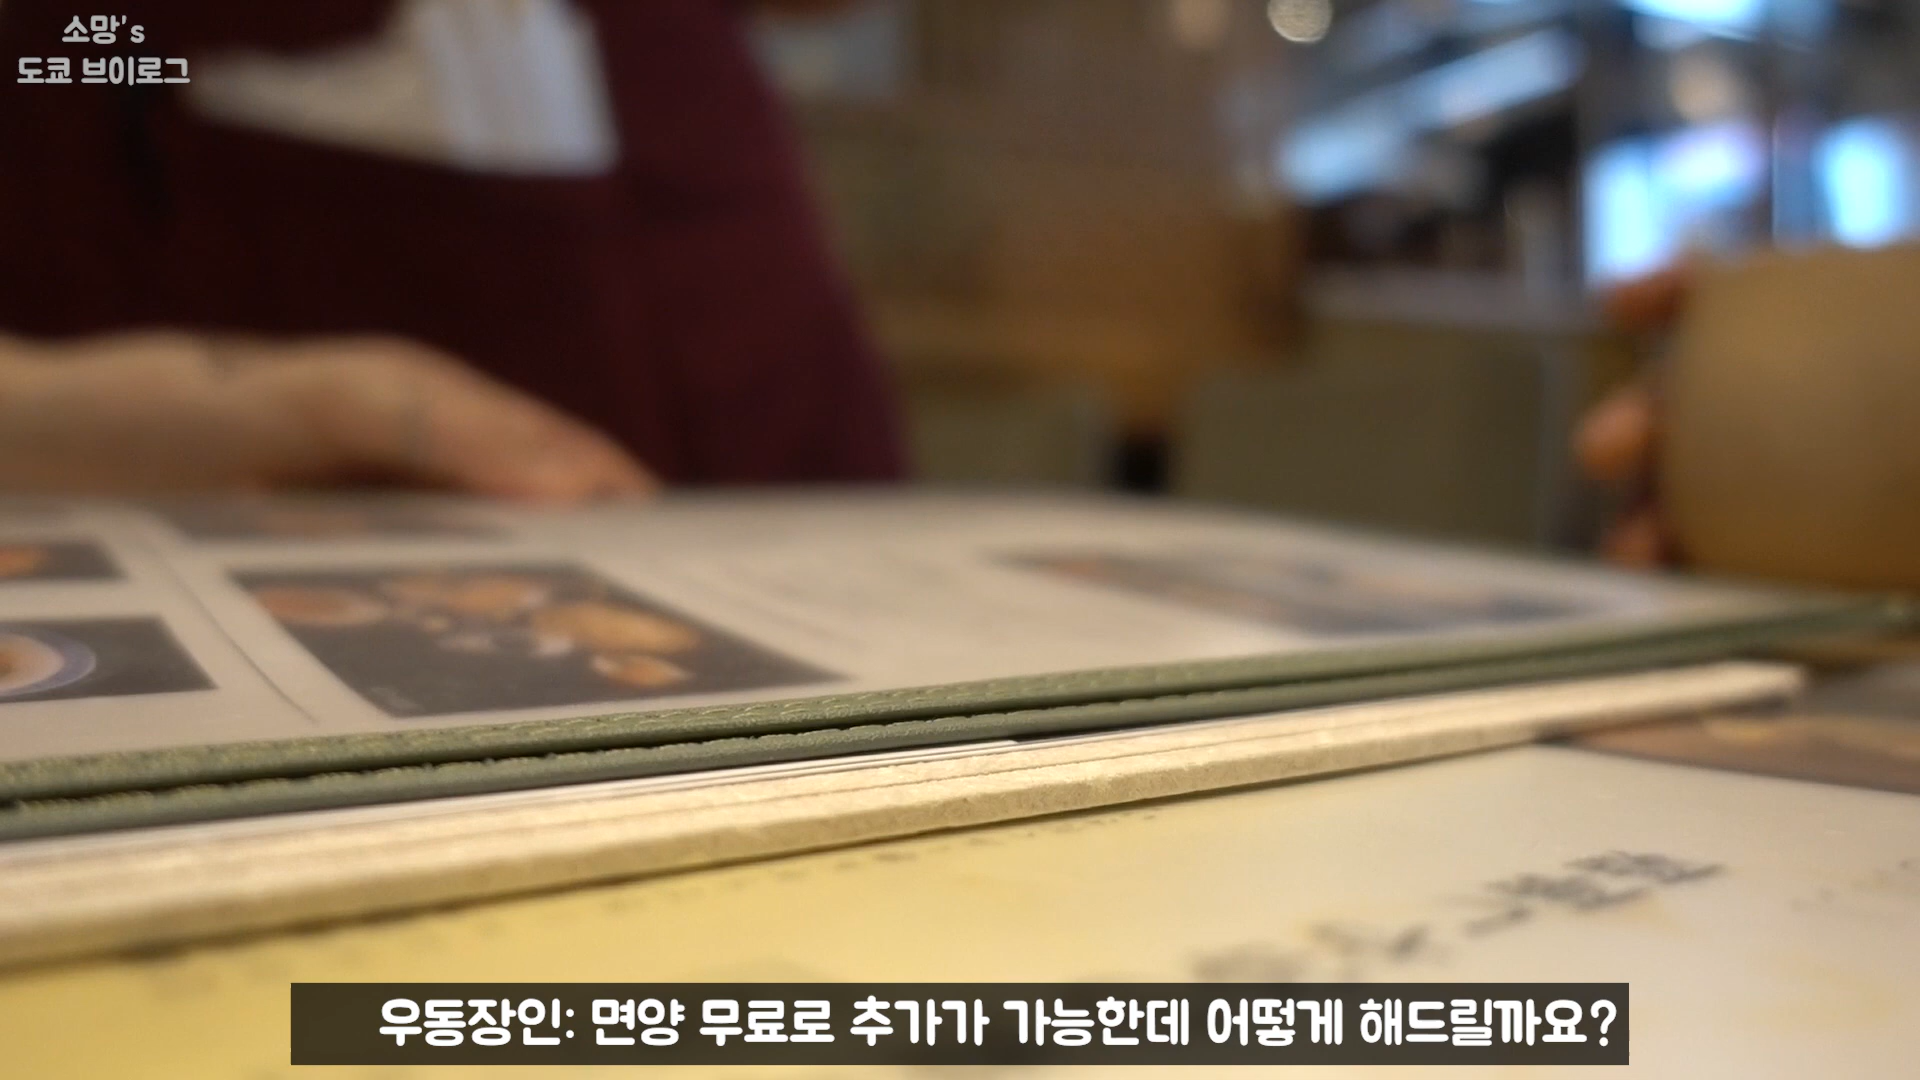 소망's
도쿄 브이로그
우동장인: 면양 무료로 추가가 가능한데 어떻게 해드릴까요?